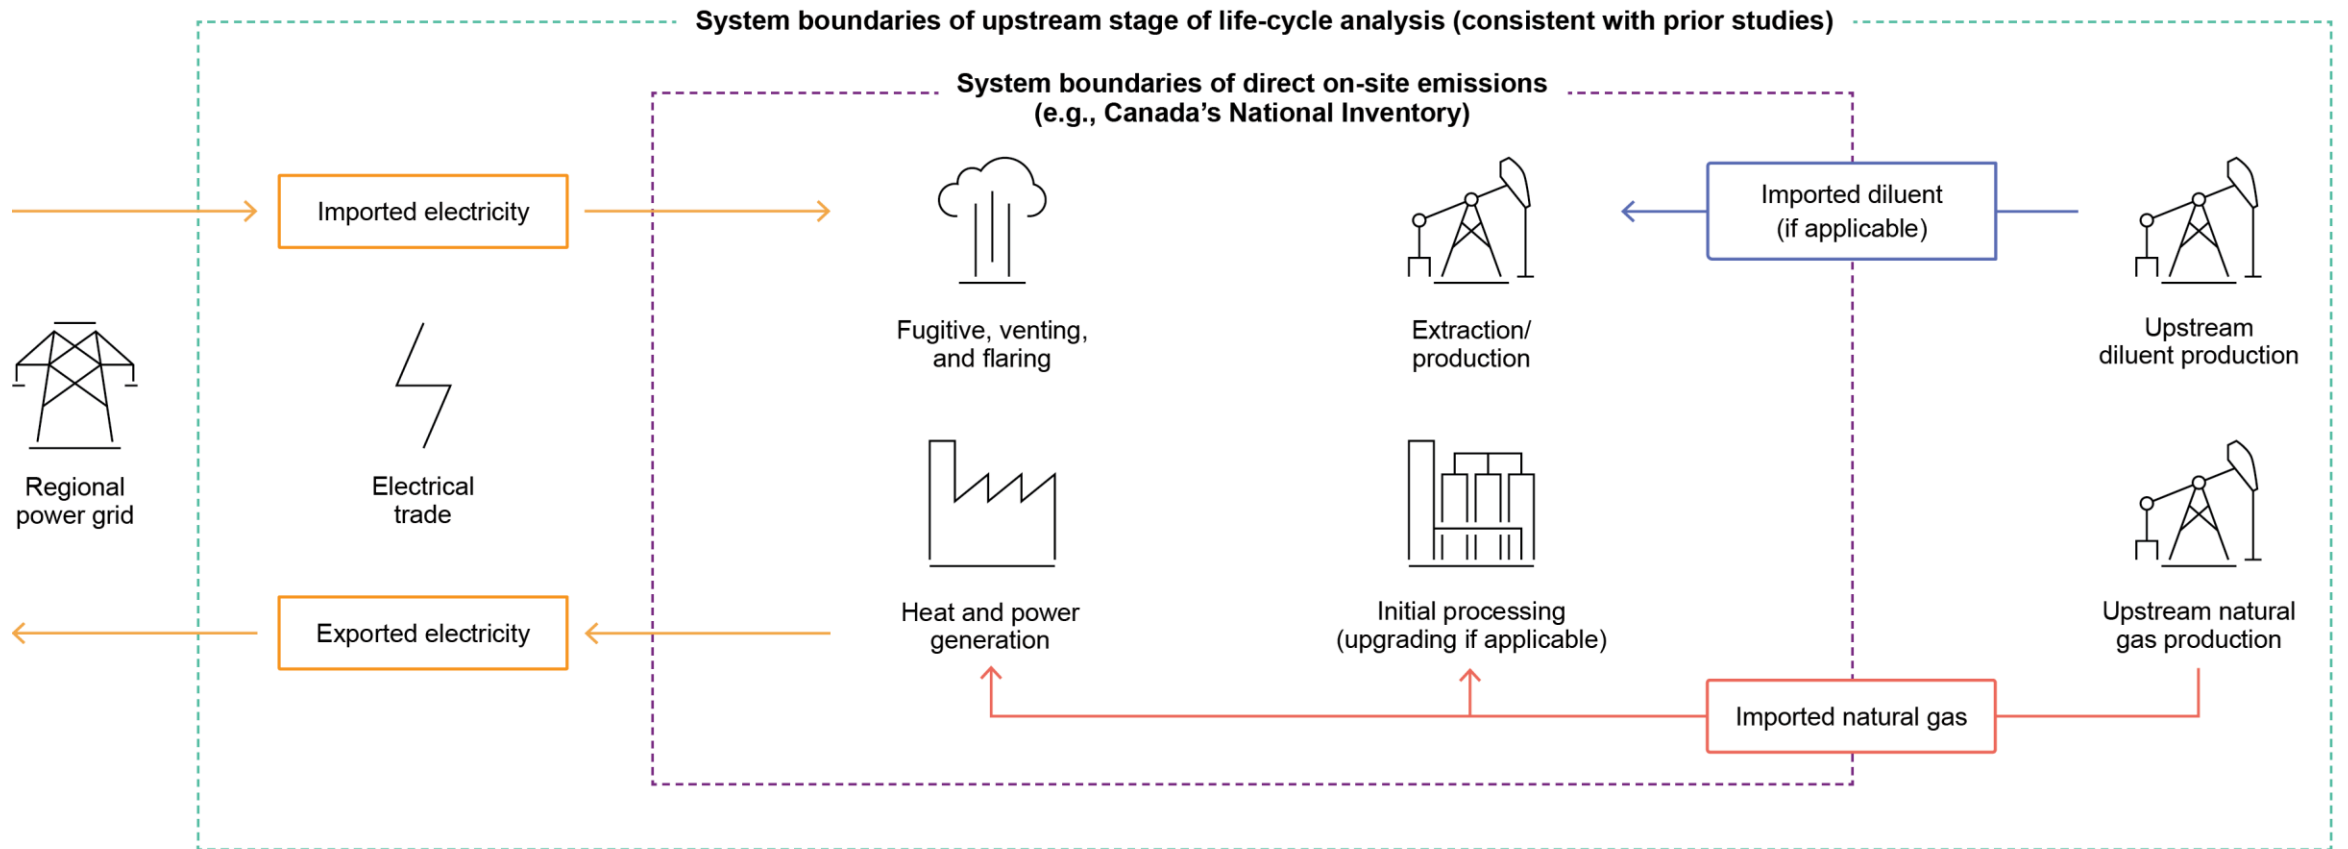 System boundaries of upstream stage of life-cycle analysis (consistent with prior studies)
System boundaries of direct on-site emissions
(e.g., Canada’s National Inventory)
Imported electricity
Imported diluent
(if applicable)
Fugitive, venting,
and flaring
Extraction/
production
Upstream
diluent production
Regional
power grid
Electrical
trade
Exported electricity
Heat and power
generation
Initial processing
(upgrading if applicable)
Upstream natural
gas production
Imported natural gas